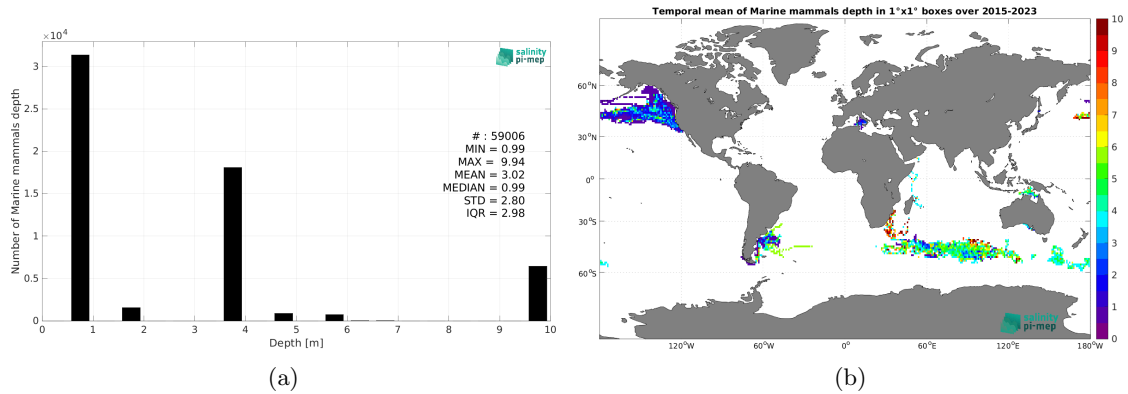 ×10⁴
3
2.5
2
1.5
1
0.5
0
0 1 2 3 4 5 6 7 8 9 10
Number of Marine mammals depth
Depth [m]
salinity
pi-mep
# : 59006
MIN = 0.99
MAX = 9.94
MEAN = 3.02
MEDIAN = 0.99
STD = 2.80
IQR = 2.98
(a)
Temporal mean of Marine mammals depth in 1°x1° boxes over 2015-2023
60°N
30°N
0°
30°S
60°S
120°W 60°W 0° 60°E 120°E 180°W
salinity
pi-mep
10
9
8
7
6
5
4
3
2
1
0
(b)